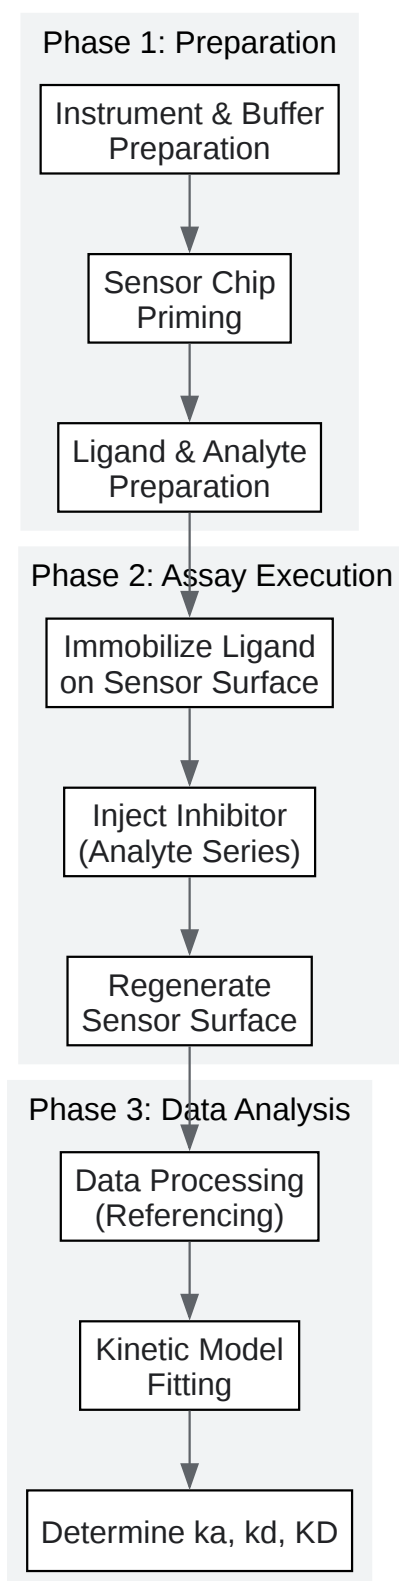 Phase 1: Preparation
Instrument & Buffer
Preparation
Sensor Chip
Priming
Ligand & Analyte
Preparation
Phase 2: Assay Execution
Immobilize Ligand
on Sensor Surface
Inject Inhibitor
(Analyte Series)
Regenerate
Sensor Surface
Phase 3: Data Analysis
Data Processing
(Referencing)
Kinetic Model
Fitting
Determine ka, kd, KD